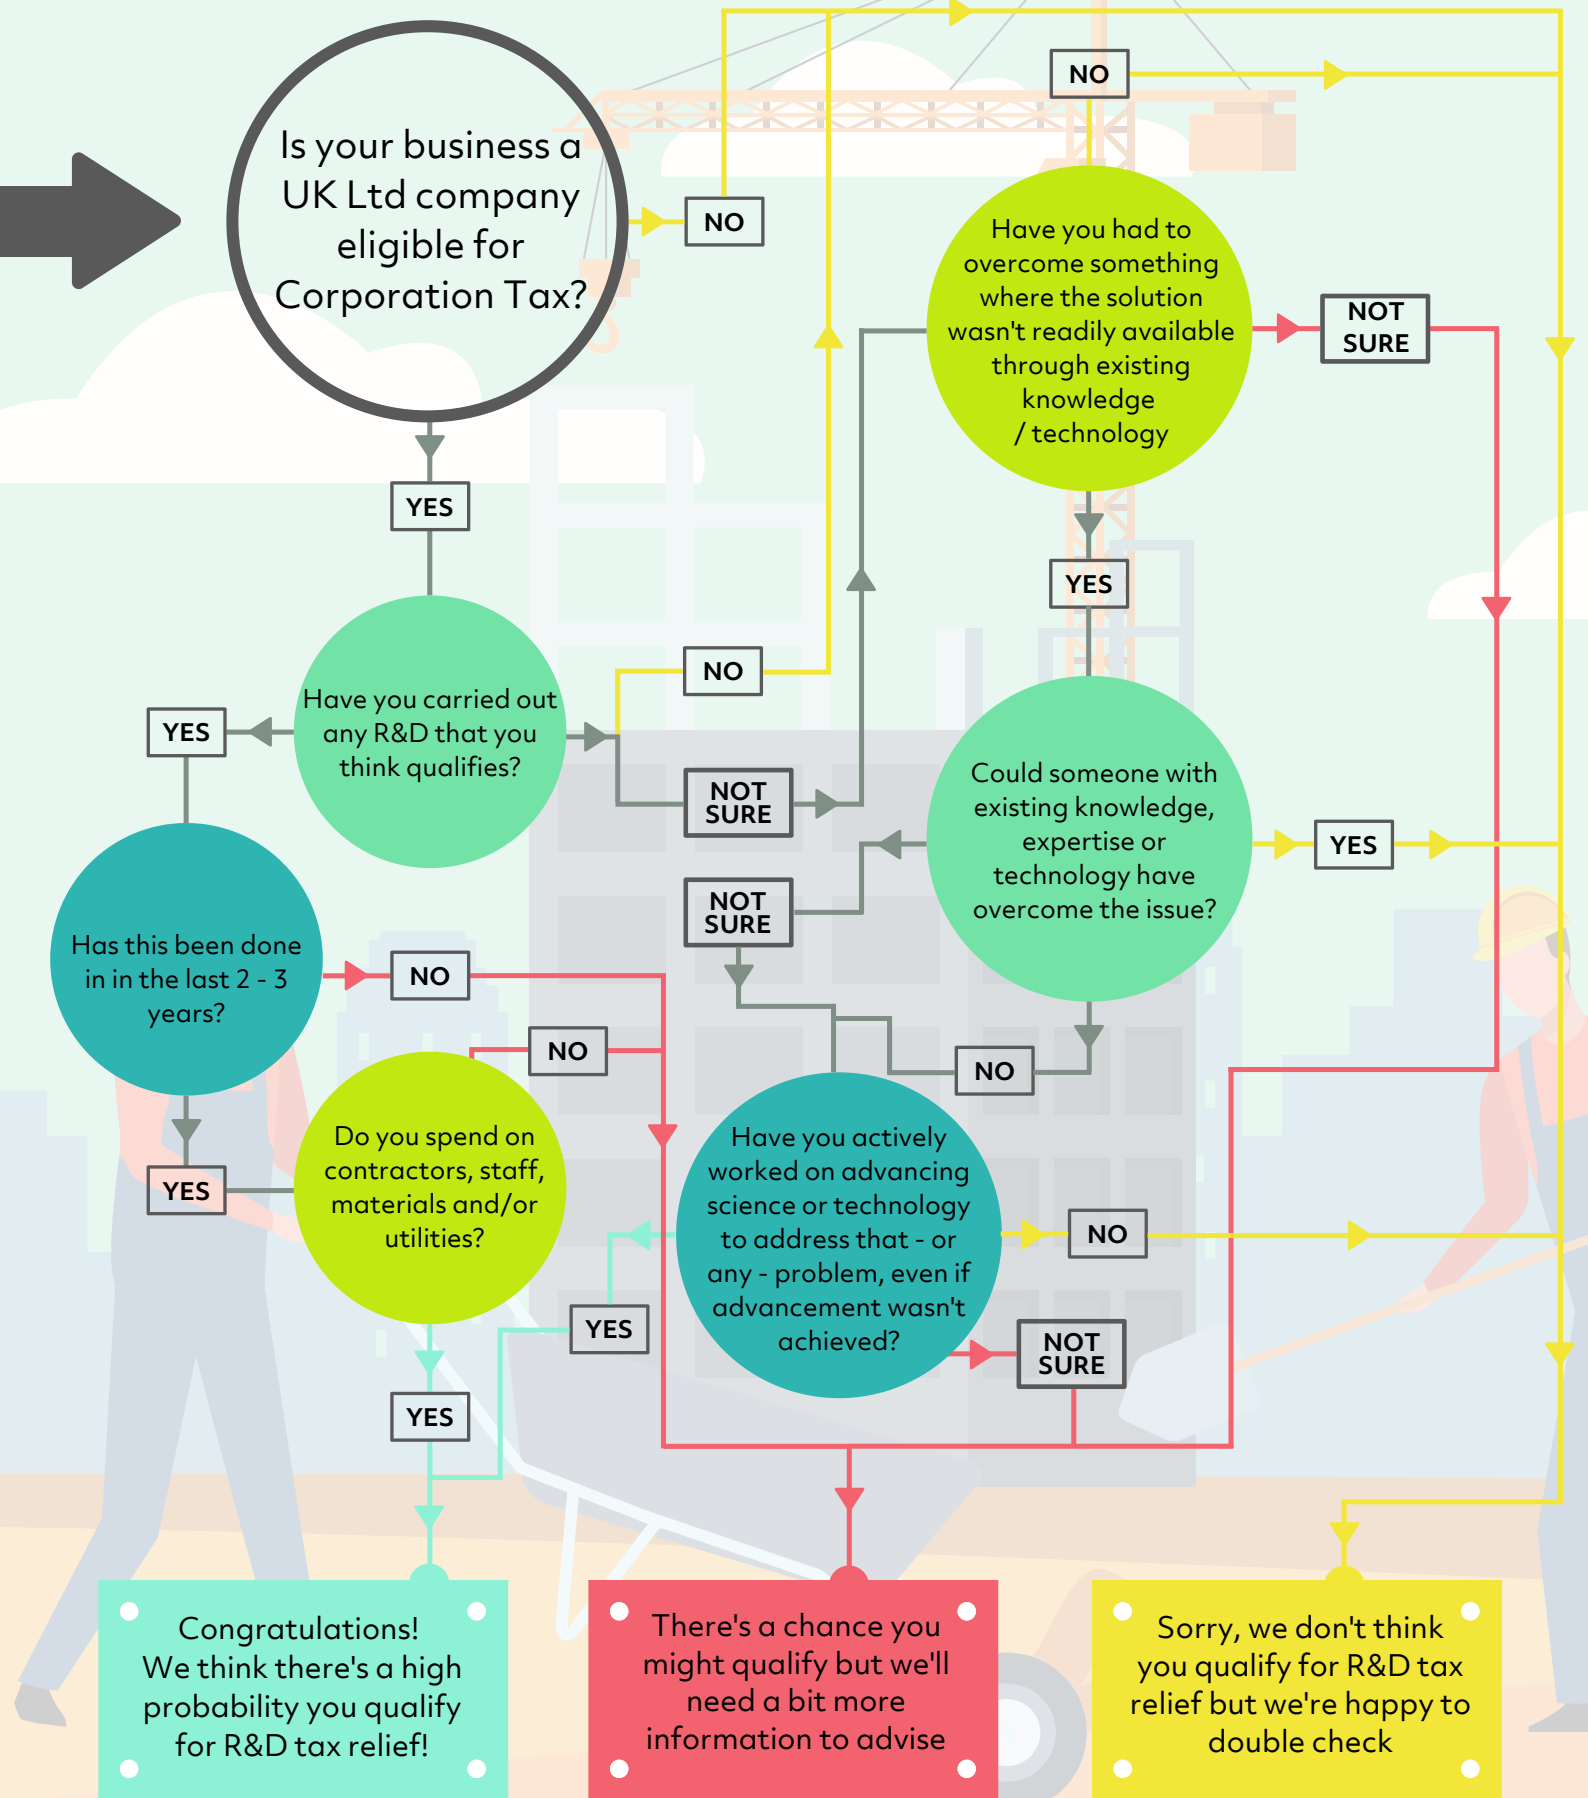 Is your business a
UK Ltd company
eligible for
Corporation Tax?
NO
YES
NO
Have you had to
overcome something
where the solution
wasn't readily available
through existing
knowledge
/ technology
NOT
SURE
YES
Have you carried out
any R&D that you
think qualifies?
NO
YES
NOT
SURE
Could someone with
existing knowledge,
expertise or
technology have
overcome the issue?
YES
NOT
SURE
NO
Has this been done
in in the last 2 - 3
years?
NO
YES
NO
Do you spend on
contractors, staff,
materials and/or
utilities?
YES
Have you actively
worked on advancing
science or technology
to address that - or
any - problem, even if
advancement wasn't
achieved?
NO
YES
NOT
SURE
Congratulations!
We think there's a high
probability you qualify
for R&D tax relief!
There's a chance you
might qualify but we'll
need a bit more
information to advise
Sorry, we don't think
you qualify for R&D tax
relief but we're happy to
double check